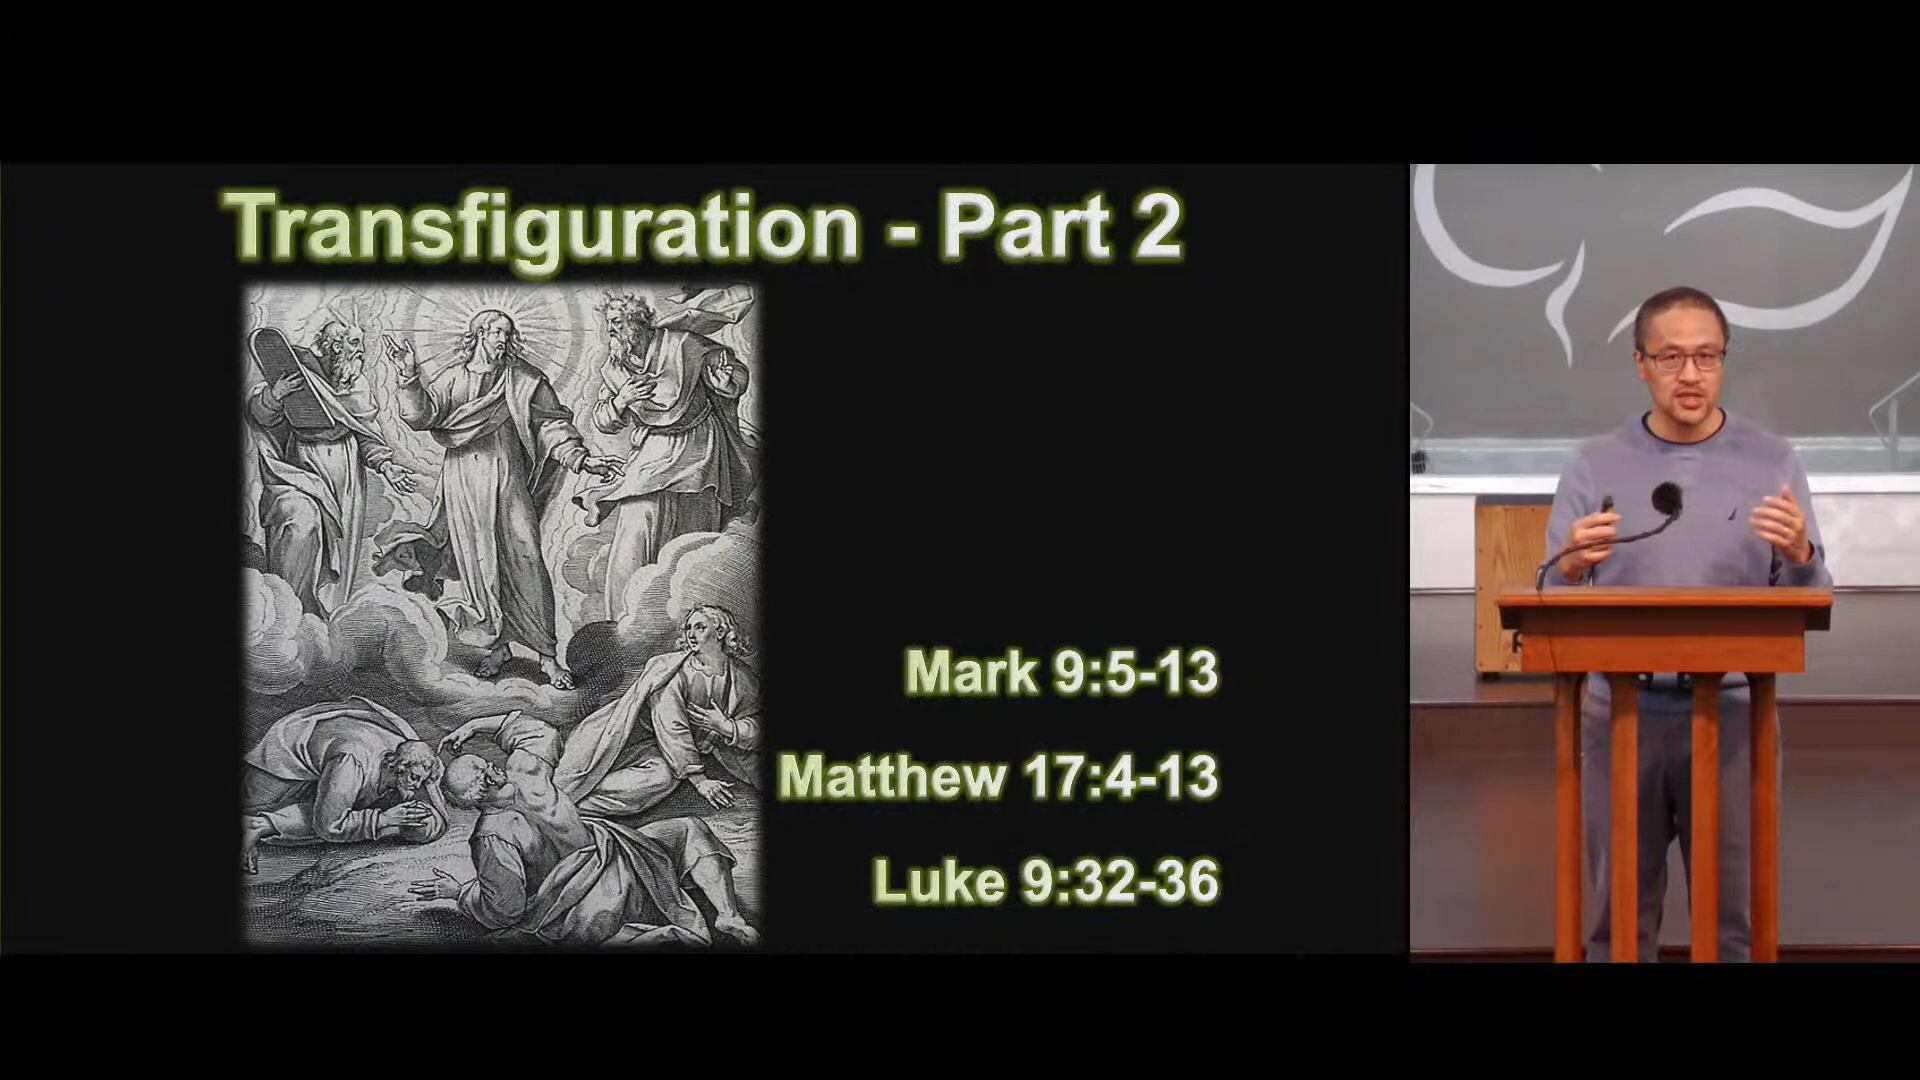 Transfiguration - Part 2
Mark 9:5-13
Matthew 17:4-13
Luke 9:32-36